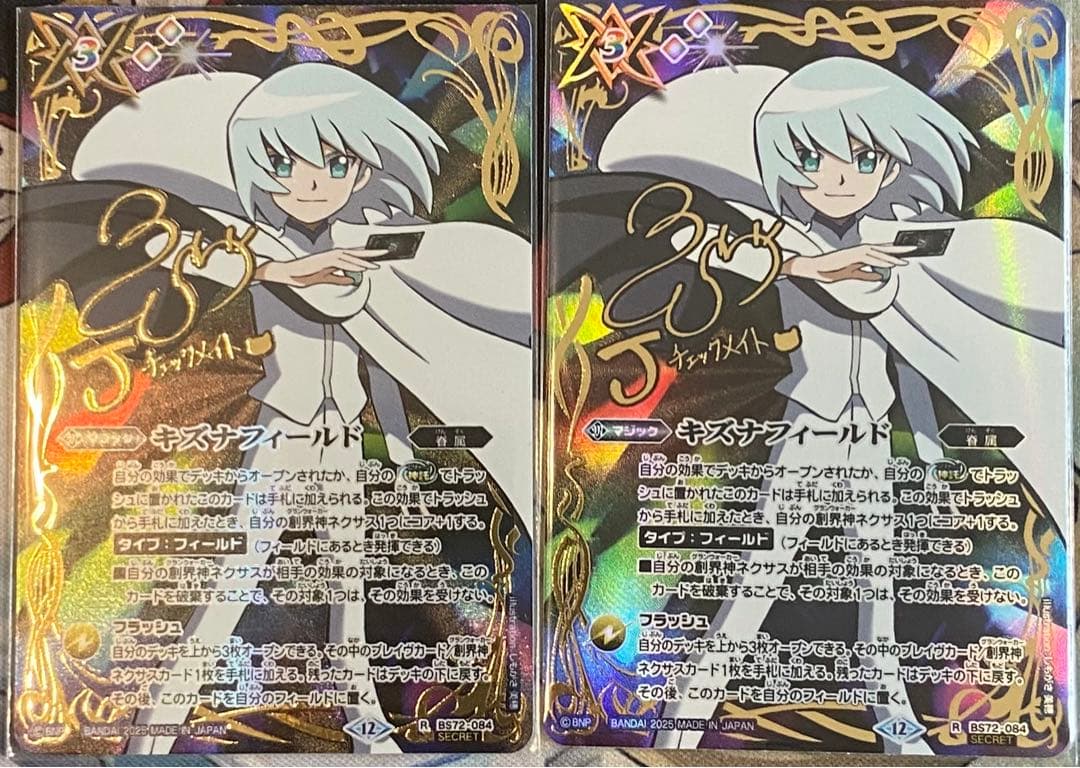 3
J チェックメイト
マジック
キズナフィールド
けんぞく
眷属
自分の効果でデッキからオープンされたか、自分の【神託】でトラッ
シュに置かれたこのカードは手札に加えられる。この効果でトラッシュ
から手札に加えたとき、自分の創界神ネクサス1つにコア+1する。
タイプ：フィールド （フィールドにあるとき発揮できる）
■自分の創界神ネクサスが相手の効果の対象になるとき、この
カードを破棄することで、その対象1つは、その効果を受けない。
フラッシュ
自分のデッキを上から3枚オープンできる。その中のブレイヴカード/創界神
ネクサスカード1枚を手札に加える。残ったカードはデッキの下に戻す。
その後、このカードを自分のフィールドに置く。
©BNP BANDAI 2025 MADE IN JAPAN
12
R BS72-084
SECRET
3
J チェックメイト
マジック
キズナフィールド
けんぞく
眷属
自分の効果でデッキからオープンされたか、自分の【神託】でトラッ
シュに置かれたこのカードは手札に加えられる。この効果でトラッシュ
から手札に加えたとき、自分の創界神ネクサス1つにコア+1する。
タイプ：フィールド （フィールドにあるとき発揮できる）
■自分の創界神ネクサスが相手の効果の対象になるとき、この
カードを破棄することで、その対象1つは、その効果を受けない。
フラッシュ
自分のデッキを上から3枚オープンできる。その中のブレイヴカード/創界神
ネクサスカード1枚を手札に加える。残ったカードはデッキの下に戻す。
その後、このカードを自分のフィールドに置く。
©BNP BANDAI 2025 MADE IN JAPAN
12
R BS72-084
SECRET